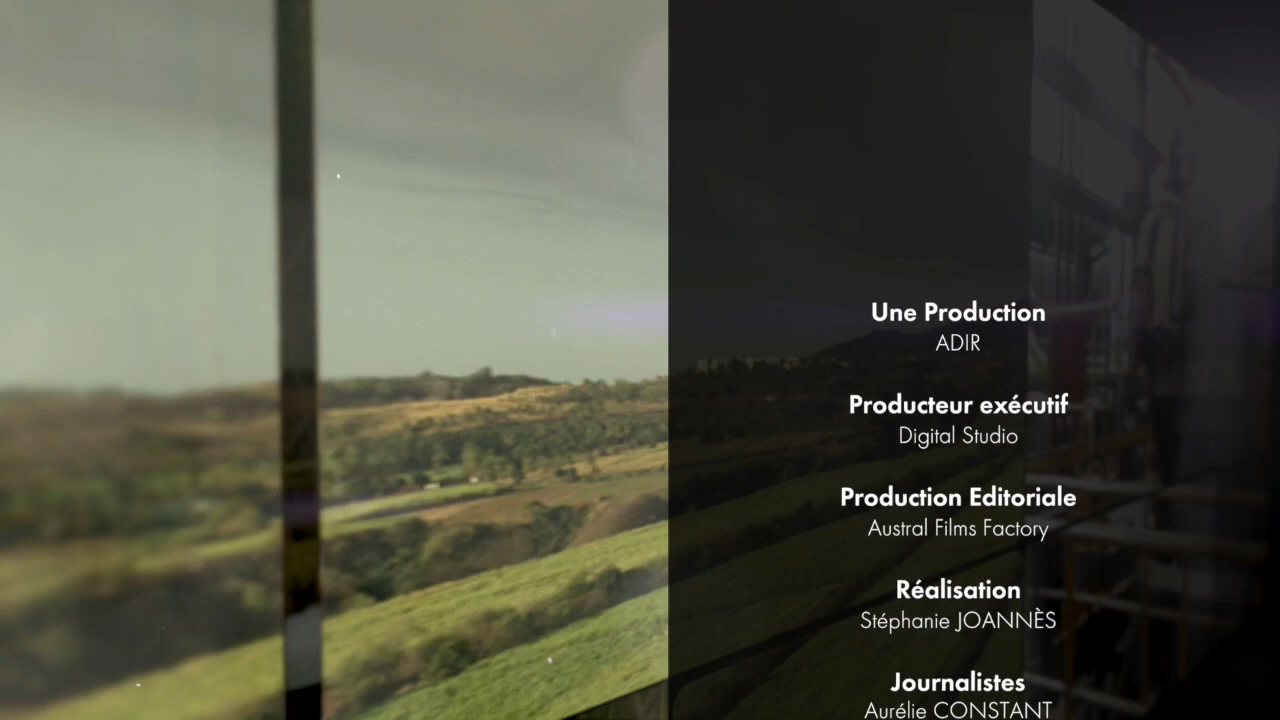 Une Production
ADIR
Producteur exécutif
Digital Studio
Production Editoriale
Austral Films Factory
Réalisation
Stéphanie JOANNÈS
Journalistes
Aurélie CONSTANT